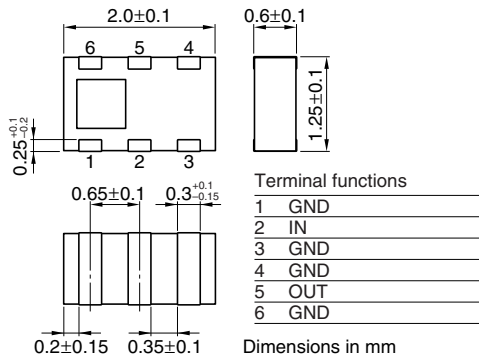 2.0±0.1
0.6±0.1
6 5 4
1.25±0.1
0.25+0.1−0.2
1 2 3
0.65±0.1
0.3+0.1−0.15
0.2±0.15
0.35±0.1
Terminal functions
1 GND
2 IN
3 GND
4 GND
5 OUT
6 GND
Dimensions in mm